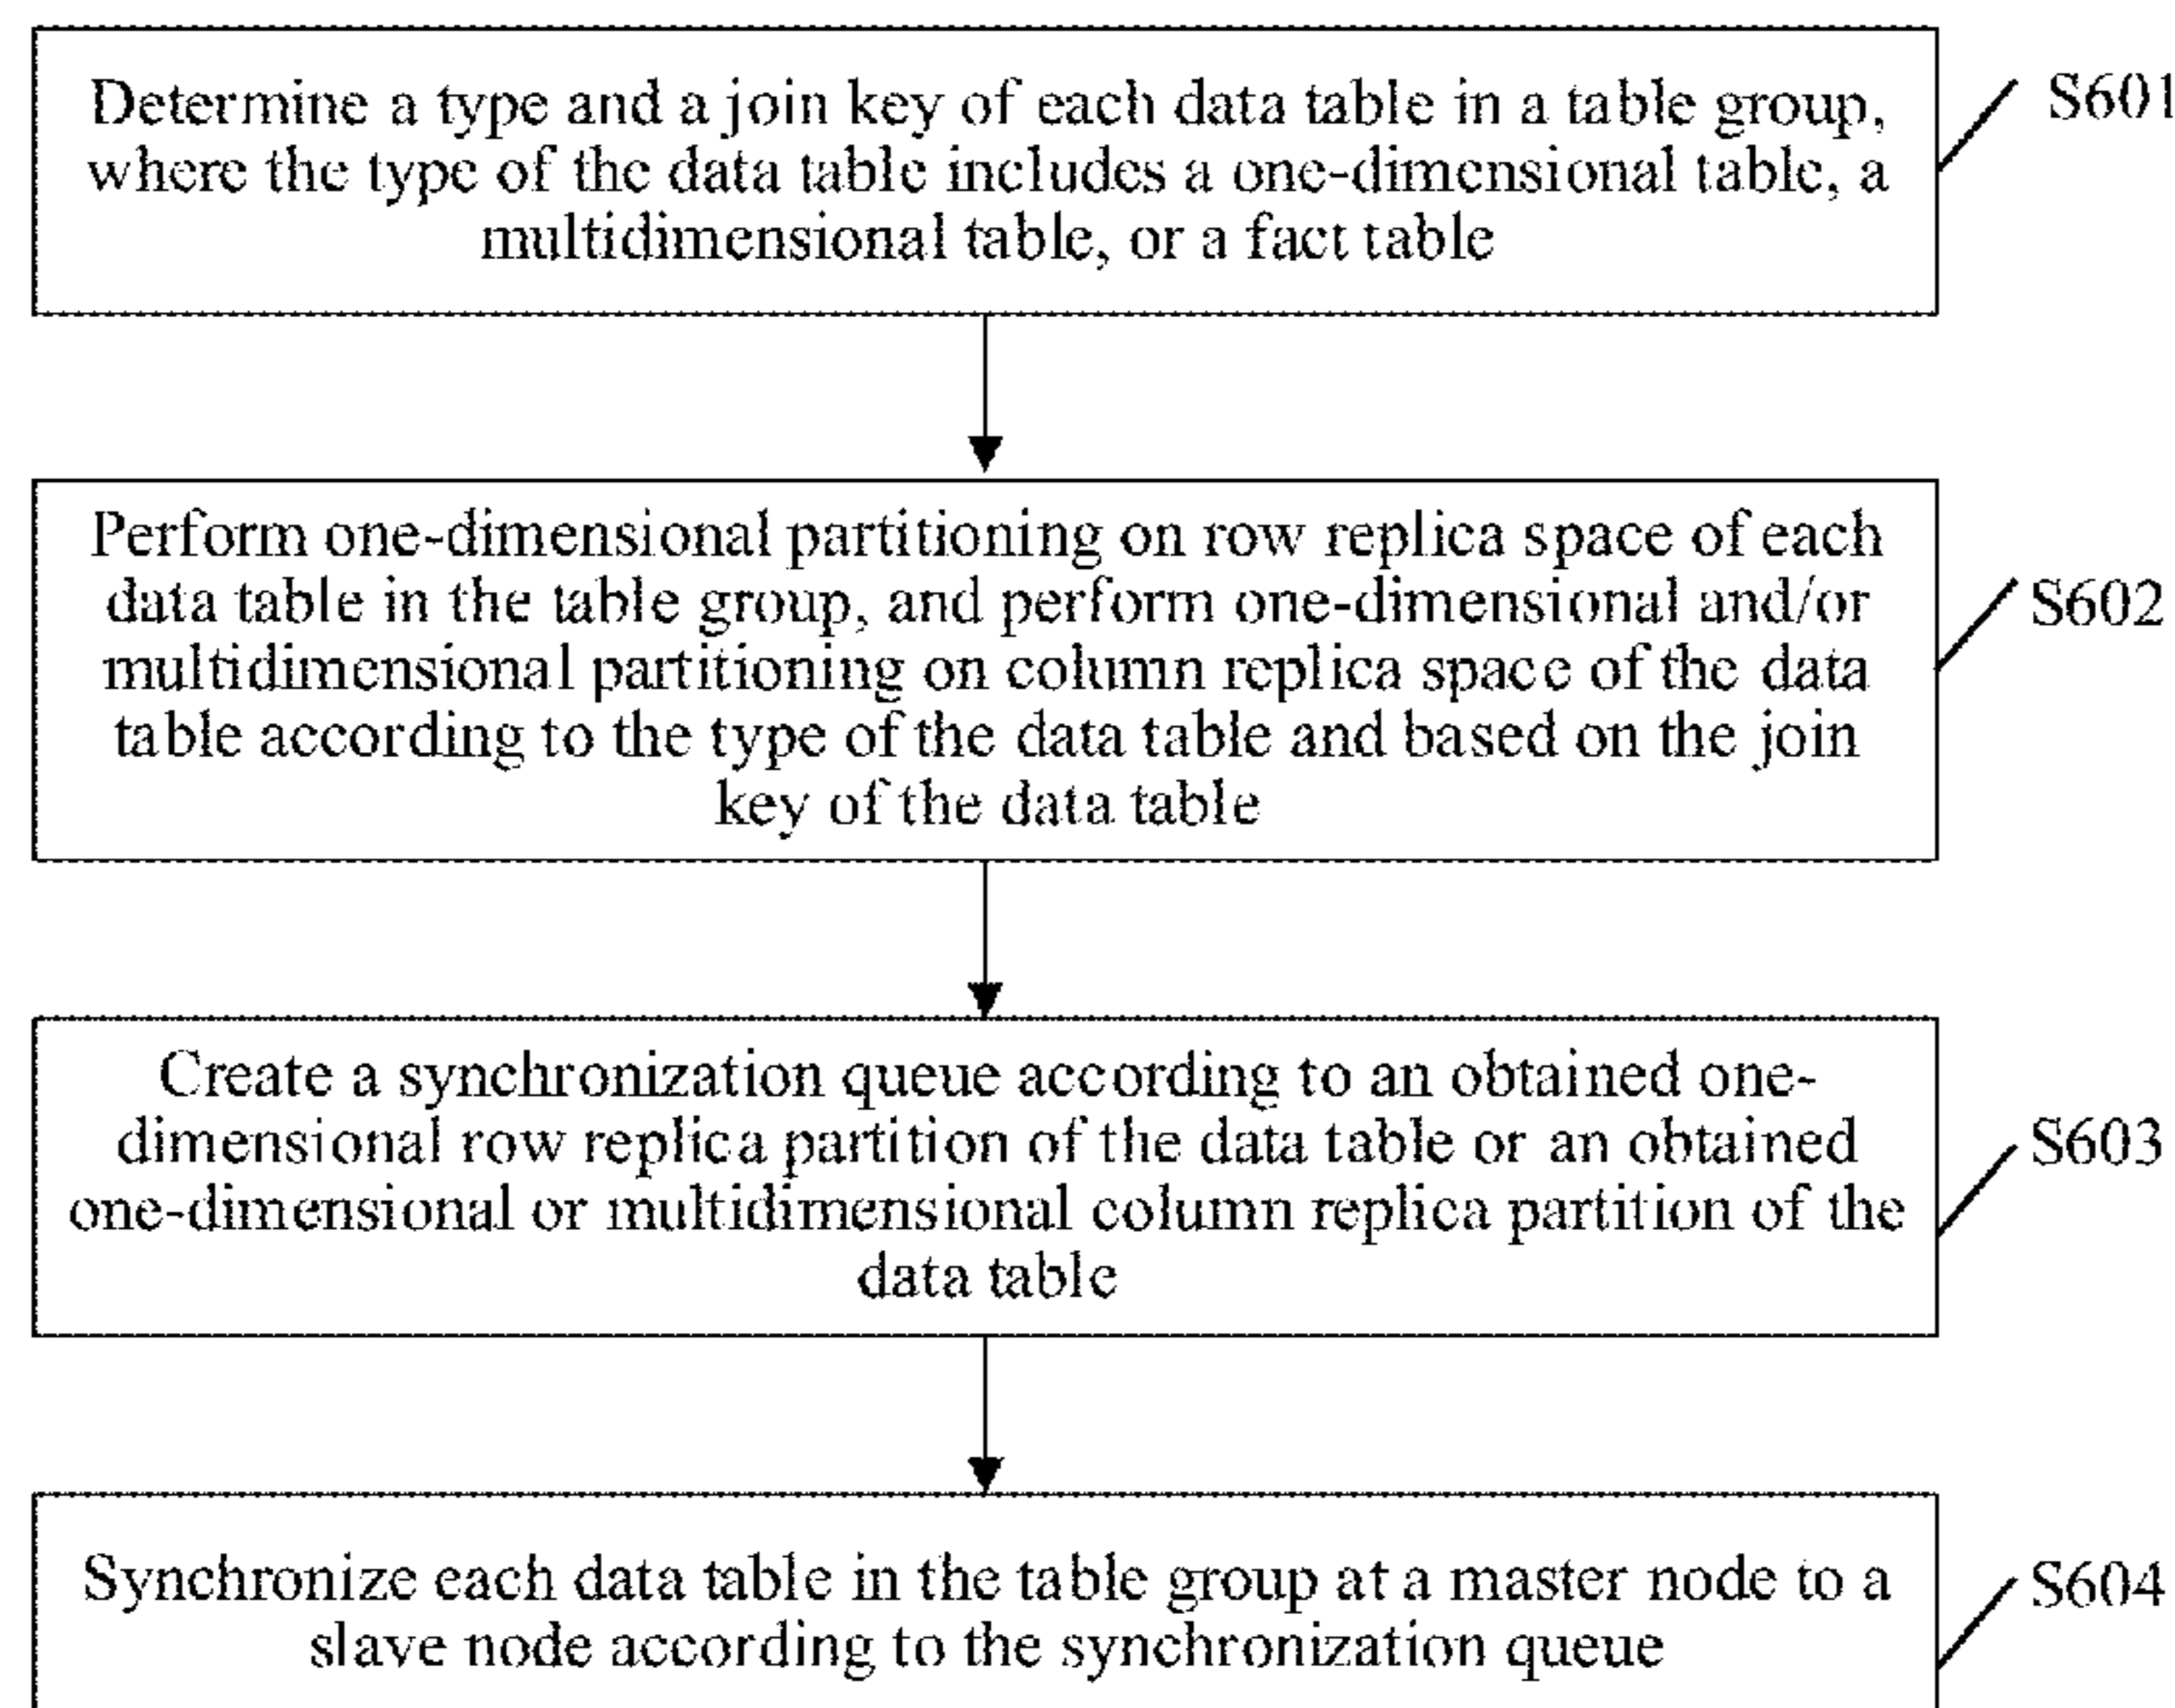 Determine a type and a join key of each data table in a table group,
where the type of the data table includes a one-dimensional table, a
multidimensional table, or a fact table
S601
Perform one-dimensional partitioning on row replica space of each
data table in the table group, and perform one-dimensional and/or
multidimensional partitioning on column replica space of the data
table according to the type of the data table and based on the join
key of the data table
S602
Create a synchronization queue according to an obtained one-
dimensional row replica partition of the data table or an obtained
one-dimensional or multidimensional column replica partition of the
data table
S603
Synchronize each data table in the table group at a master node to a
slave node according to the synchronization queue
S604